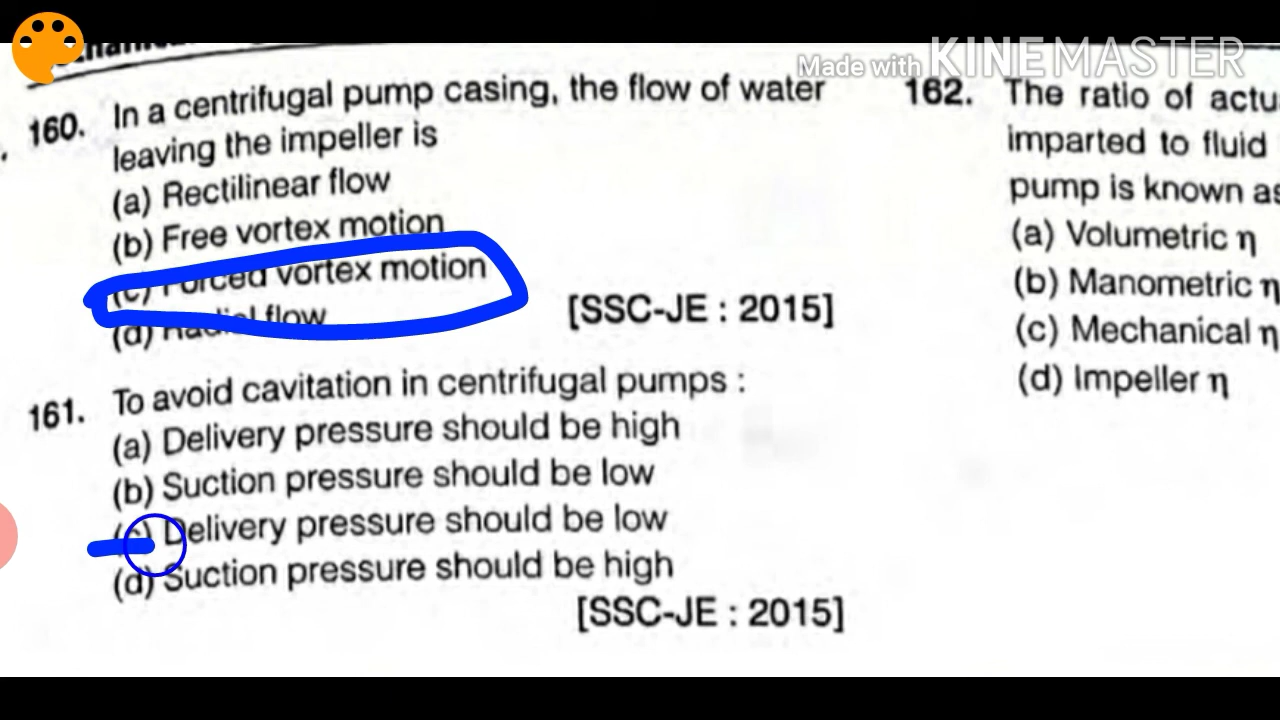 Made with KINEMASTER
160. In a centrifugal pump casing, the flow of water
leaving the impeller is
(a) Rectilinear flow
(b) Free vortex motion
(c) Forced vortex motion
(d) Radial flow
[SSC-JE : 2015]
161. To avoid cavitation in centrifugal pumps :
(a) Delivery pressure should be high
(b) Suction pressure should be low
(c) Delivery pressure should be low
(d) Suction pressure should be high
[SSC-JE : 2015]
162. The ratio of actu
imparted to fluid
pump is known as
(a) Volumetric η
(b) Manometric η
(c) Mechanical η
(d) Impeller η